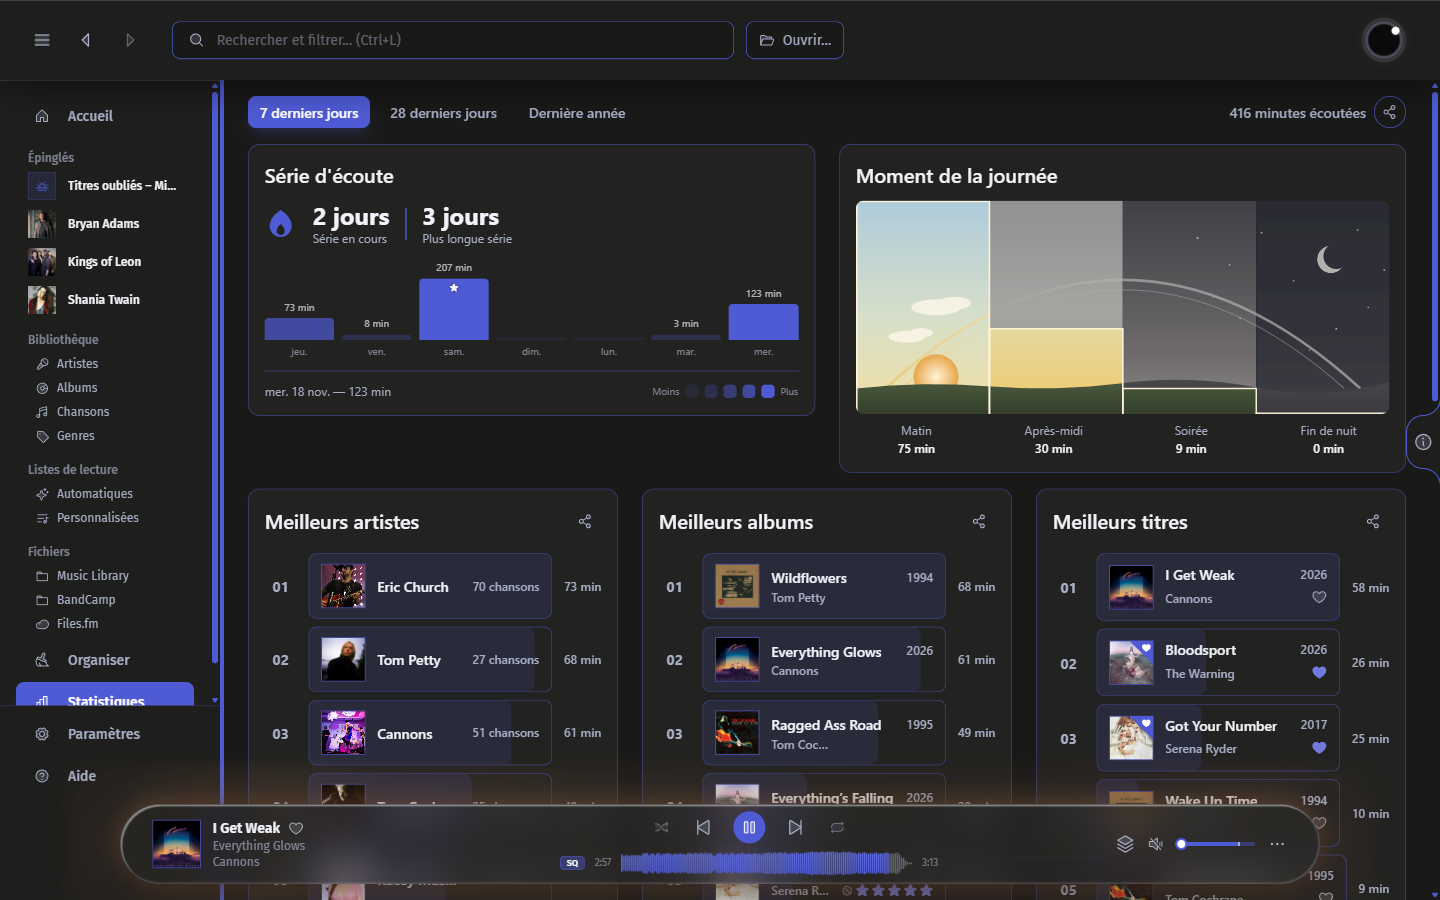 Rechercher et filtrer... (Ctrl+L)
Ouvrir...
Accueil
Épinglés
Titres oubliés – Mi...
Bryan Adams
Kings of Leon
Shania Twain
Bibliothèque
Artistes
Albums
Chansons
Genres
Listes de lecture
Automatiques
Personnalisées
Fichiers
Music Library
BandCamp
Files.fm
Organiser
Statistiques
Paramètres
Aide
7 derniers jours
28 derniers jours
Dernière année
416 minutes écoutées
Série d'écoute
2 jours
Série en cours
3 jours
Plus longue série
73 min
8 min
207 min
3 min
123 min
jeu.
ven.
sam.
dim.
lun.
mar.
mer.
mer. 18 nov. — 123 min
Moins
Plus
Moment de la journée
Matin
75 min
Après-midi
30 min
Soirée
9 min
Fin de nuit
0 min
Meilleurs artistes
01 Eric Church 70 chansons 73 min
02 Tom Petty 27 chansons 68 min
03 Cannons 51 chansons 61 min
Meilleurs albums
01 Wildflowers 1994 68 min
Tom Petty
02 Everything Glows 2026 61 min
Cannons
03 Ragged Ass Road 1995 49 min
Tom Coc...
Everything's Falling 2026
Serena R...
Meilleurs titres
01 I Get Weak 2026 58 min
Cannons
02 Bloodsport 2026 26 min
The Warning
03 Got Your Number 2017 25 min
Serena Ryder
Wake Up Time 1994 10 min
1995
05 Tom Cochrane 9 min
I Get Weak
Everything Glows
Cannons
SQ 2:57
3:13